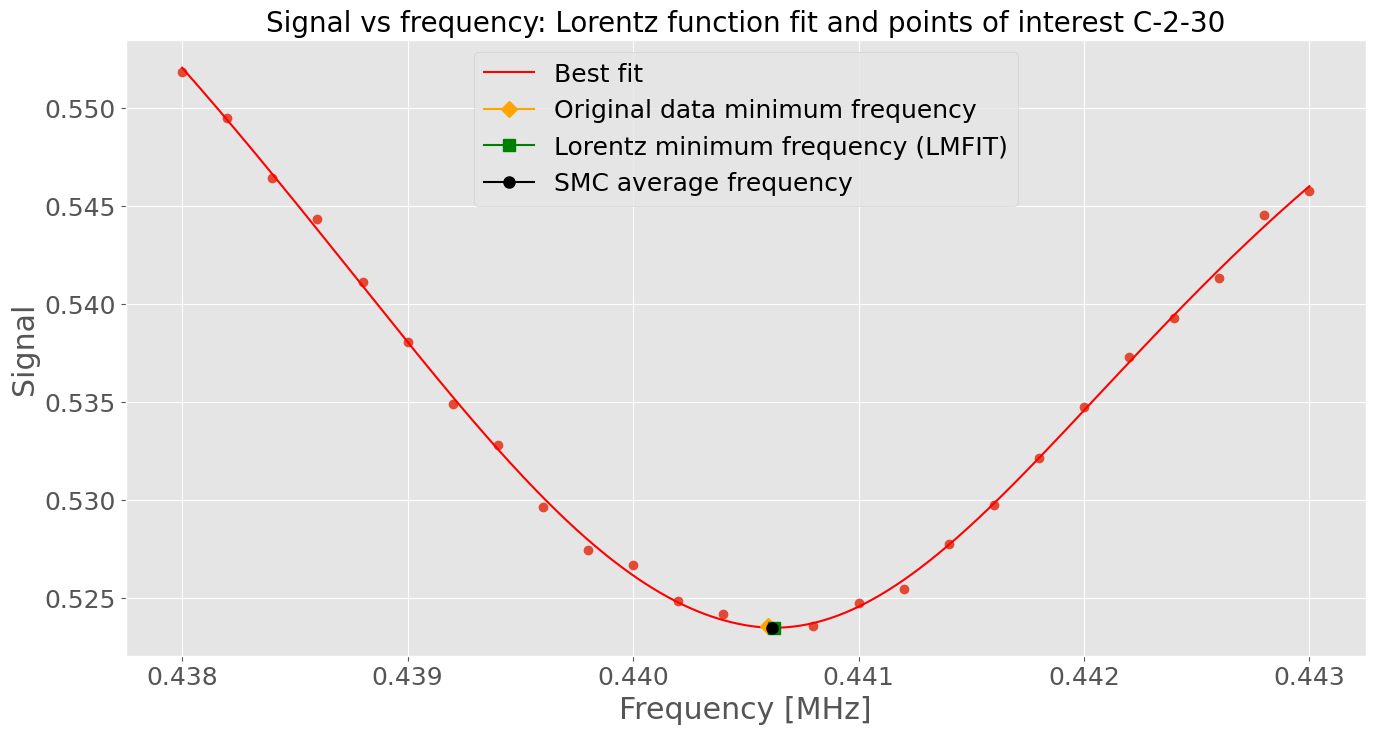 Signal vs frequency: Lorentz function fit and points of interest C-2-30
Best fit
Original data minimum frequency
Lorentz minimum frequency (LMFIT)
SMC average frequency
0.550
0.545
0.540
0.535
0.530
0.525
Signal
0.438 0.439 0.440 0.441 0.442 0.443
Frequency [MHz]